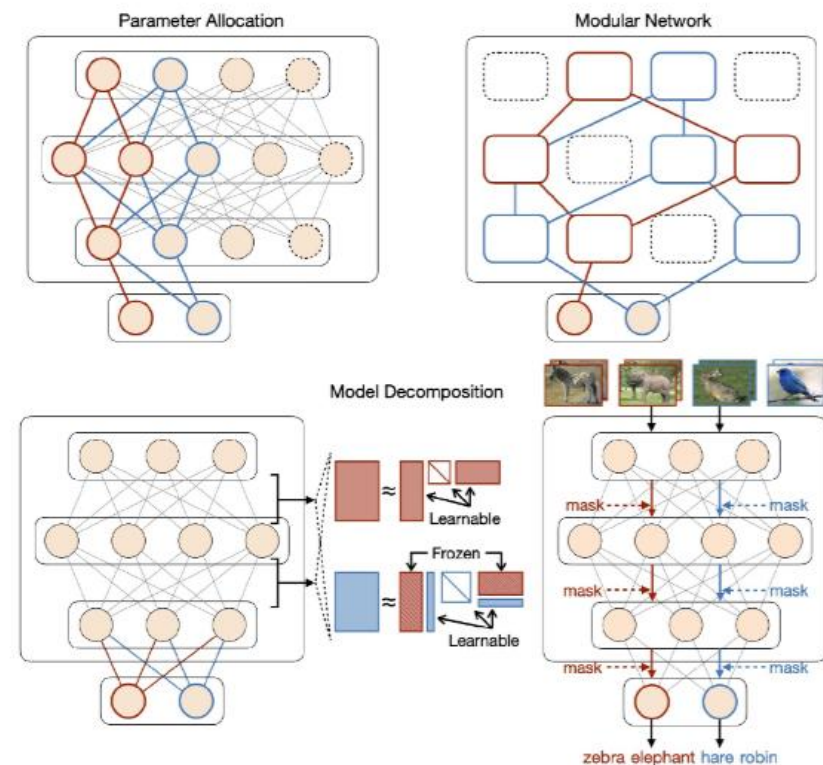 Parameter Allocation
Modular Network
Model Decomposition
≈
Learnable
Frozen
≈
Learnable
mask
mask
mask
mask
mask
mask
zebra elephant hare robin